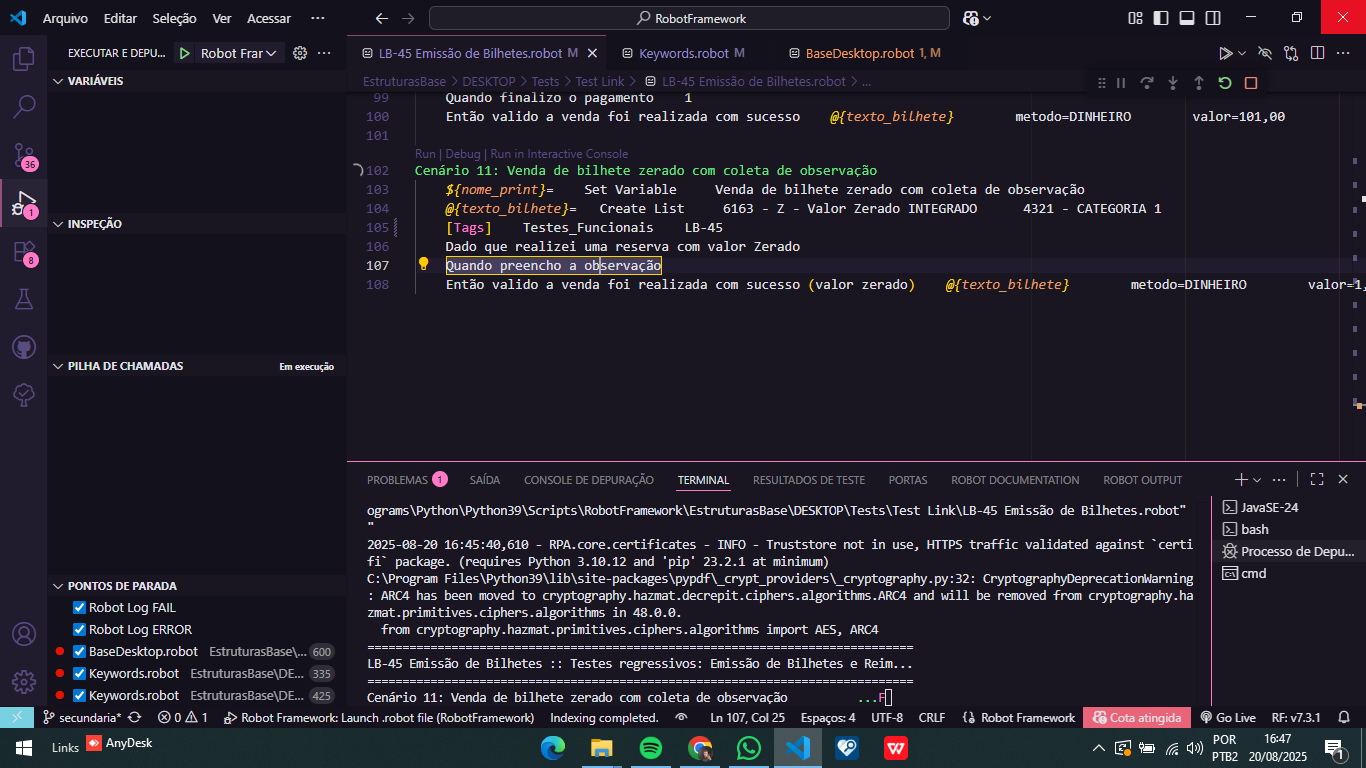 Arquivo Editar Seleção Ver Acessar ··· RobotFramework
EXECUTAR E DEPU... Robot Frar ···
LB-45 Emissão de Bilhetes.robot M Keywords.robot M BaseDesktop.robot 1, M
VARIÁVEIS
EstruturasBase > DESKTOP > Tests > Test Link > LB-45 Emissão de Bilhetes.robot > ...
99 Quando finalizo o pagamento 1
100 Então valido a venda foi realizada com sucesso @{texto_bilhete} metodo=DINHEIRO valor=101,00
101
Run | Debug | Run in Interactive Console
102 Cenário 11: Venda de bilhete zerado com coleta de observação
103 ${nome_print}= Set Variable Venda de bilhete zerado com coleta de observação
104 @{texto_bilhete}= Create List 6163 - Z - Valor Zerado INTEGRADO 4321 - CATEGORIA 1
105 [Tags] Testes_Funcionais LB-45
106 Dado que realizei uma reserva com valor Zerado
107 Quando preencho a observação
108 Então valido a venda foi realizada com sucesso (valor zerado) @{texto_bilhete} metodo=DINHEIRO valor=1,
36
1
8
INSPEÇÃO
PILHA DE CHAMADAS Em execução
PONTOS DE PARADA
Robot Log FAIL
Robot Log ERROR
BaseDesktop.robot EstruturasBase\... 600
Keywords.robot EstruturasBase\DE... 335
Keywords.robot EstruturasBase\DE... 425
PROBLEMAS 1 SAÍDA CONSOLE DE DEPURAÇÃO TERMINAL RESULTADOS DE TESTE PORTAS ROBOT DOCUMENTATION ROBOT OUTPUT
ograms\Python\Python39\Scripts\RobotFramework\EstruturasBase\DESKTOP\Tests\Test Link\LB-45 Emissão de Bilhetes.robot"
"
2025-08-20 16:45:40,610 - RPA.core.certificates - INFO - Truststore not in use, HTTPS traffic validated against `certi
fi` package. (requires Python 3.10.12 and 'pip' 23.2.1 at minimum)
C:\Program Files\Python39\lib\site-packages\pypdf\_crypt_providers\_cryptography.py:32: CryptographyDeprecationWarning
: ARC4 has been moved to cryptography.hazmat.decrepit.ciphers.algorithms.ARC4 and will be removed from cryptography.ha
zmat.primitives.ciphers.algorithms in 48.0.0.
from cryptography.hazmat.primitives.ciphers.algorithms import AES, ARC4
==============================================================================
LB-45 Emissão de Bilhetes :: Testes regressivos: Emissão de Bilhetes e Reim...
==============================================================================
Cenário 11: Venda de bilhete zerado com coleta de observação ...F
JavaSE-24
bash
Processo de Depu...
cmd
secundaria* 0 1 Robot Framework: Launch .robot file (RobotFramework) Indexing completed. Ln 107, Col 25 Espaços: 4 UTF-8 CRLF Robot Framework Cota atingida Go Live RF: v7.3.1
Links AnyDesk
POR
PTB2
16:47
20/08/2025
1